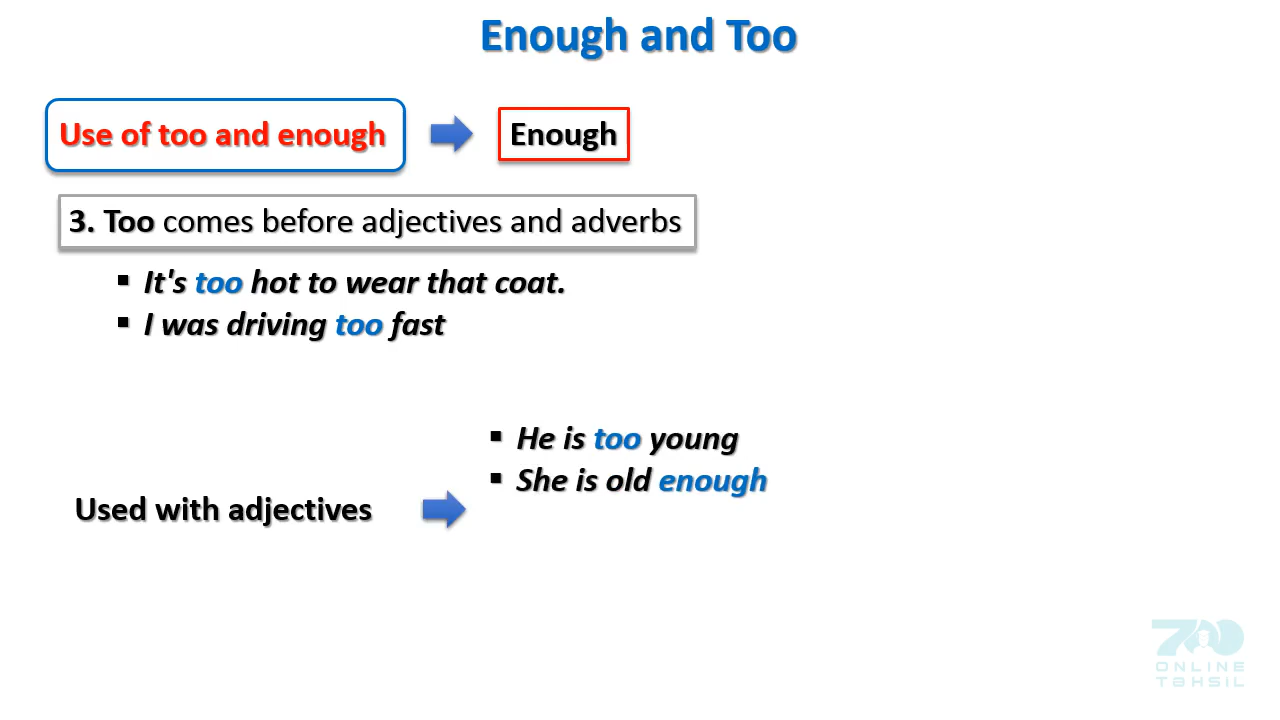 Enough and Too
Use of too and enough
Enough
3. Too comes before adjectives and adverbs
▪ It's too hot to wear that coat.
▪ I was driving too fast
▪ He is too young
▪ She is old enough
Used with adjectives
700
ONLINE
TaHSIL